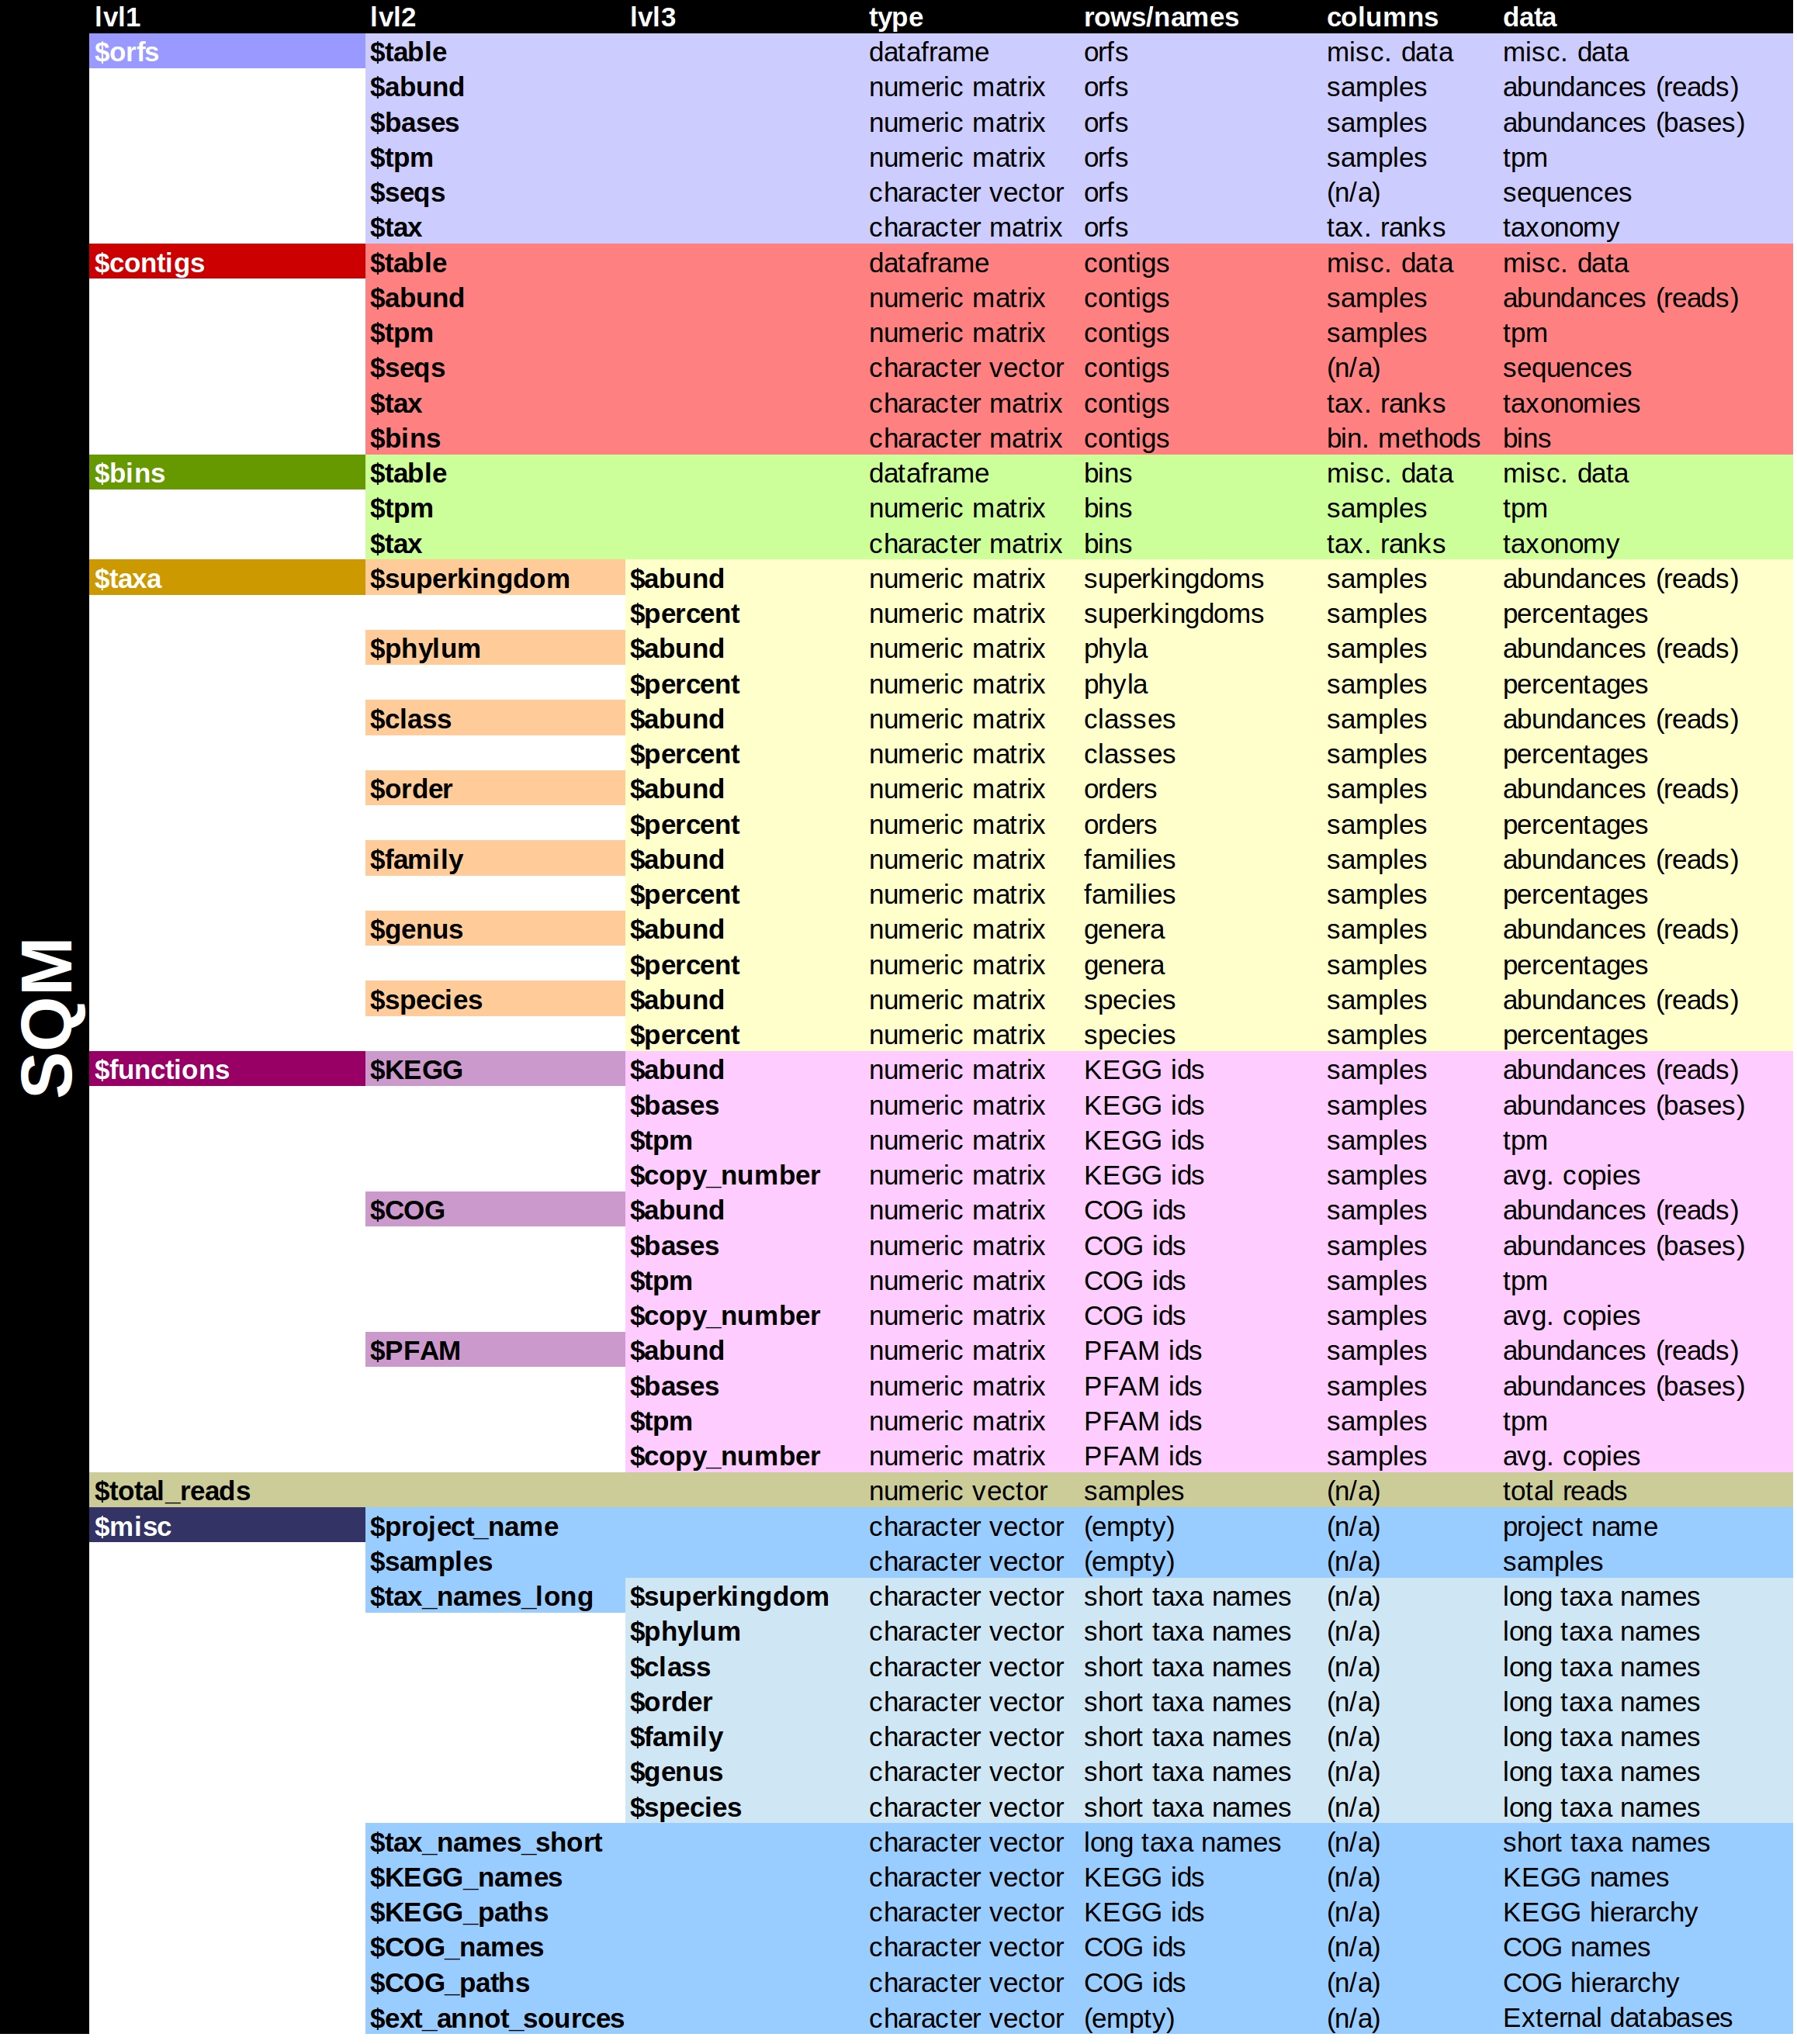 lvl1 lvl2 lvl3 type rows/names columns data
$orfs $table dataframe orfs misc. data misc. data
$abund numeric matrix orfs samples abundances (reads)
$bases numeric matrix orfs samples abundances (bases)
$tpm numeric matrix orfs samples tpm
$seqs character vector orfs (n/a) sequences
$tax character matrix orfs tax. ranks taxonomy
$contigs $table dataframe contigs misc. data misc. data
$abund numeric matrix contigs samples abundances (reads)
$tpm numeric matrix contigs samples tpm
$seqs character vector contigs (n/a) sequences
$tax character matrix contigs tax. ranks taxonomies
$bins character matrix contigs bin. methods bins
$bins $table dataframe bins misc. data misc. data
$tpm numeric matrix bins samples tpm
$tax character matrix bins tax. ranks taxonomy
$taxa $superkingdom $abund numeric matrix superkingdoms samples abundances (reads)
$percent numeric matrix superkingdoms samples percentages
$phylum $abund numeric matrix phyla samples abundances (reads)
$percent numeric matrix phyla samples percentages
$class $abund numeric matrix classes samples abundances (reads)
$percent numeric matrix classes samples percentages
$order $abund numeric matrix orders samples abundances (reads)
$percent numeric matrix orders samples percentages
$family $abund numeric matrix families samples abundances (reads)
$percent numeric matrix families samples percentages
$genus $abund numeric matrix genera samples abundances (reads)
$percent numeric matrix genera samples percentages
$species $abund numeric matrix species samples abundances (reads)
$percent numeric matrix species samples percentages
SQM
$functions $KEGG $abund numeric matrix KEGG ids samples abundances (reads)
$bases numeric matrix KEGG ids samples abundances (bases)
$tpm numeric matrix KEGG ids samples tpm
$copy_number numeric matrix KEGG ids samples avg. copies
$COG $abund numeric matrix COG ids samples abundances (reads)
$bases numeric matrix COG ids samples abundances (bases)
$tpm numeric matrix COG ids samples tpm
$copy_number numeric matrix COG ids samples avg. copies
$PFAM $abund numeric matrix PFAM ids samples abundances (reads)
$bases numeric matrix PFAM ids samples abundances (bases)
$tpm numeric matrix PFAM ids samples tpm
$copy_number numeric matrix PFAM ids samples avg. copies
$total_reads numeric vector samples (n/a) total reads
$misc $project_name character vector (empty) (n/a) project name
$samples character vector (empty) (n/a) samples
$tax_names_long $superkingdom character vector short taxa names (n/a) long taxa names
$phylum character vector short taxa names (n/a) long taxa names
$class character vector short taxa names (n/a) long taxa names
$order character vector short taxa names (n/a) long taxa names
$family character vector short taxa names (n/a) long taxa names
$genus character vector short taxa names (n/a) long taxa names
$species character vector short taxa names (n/a) long taxa names
$tax_names_short character vector long taxa names (n/a) short taxa names
$KEGG_names character vector KEGG ids (n/a) KEGG names
$KEGG_paths character vector KEGG ids (n/a) KEGG hierarchy
$COG_names character vector COG ids (n/a) COG names
$COG_paths character vector COG ids (n/a) COG hierarchy
$ext_annot_sources character vector (empty) (n/a) External databases